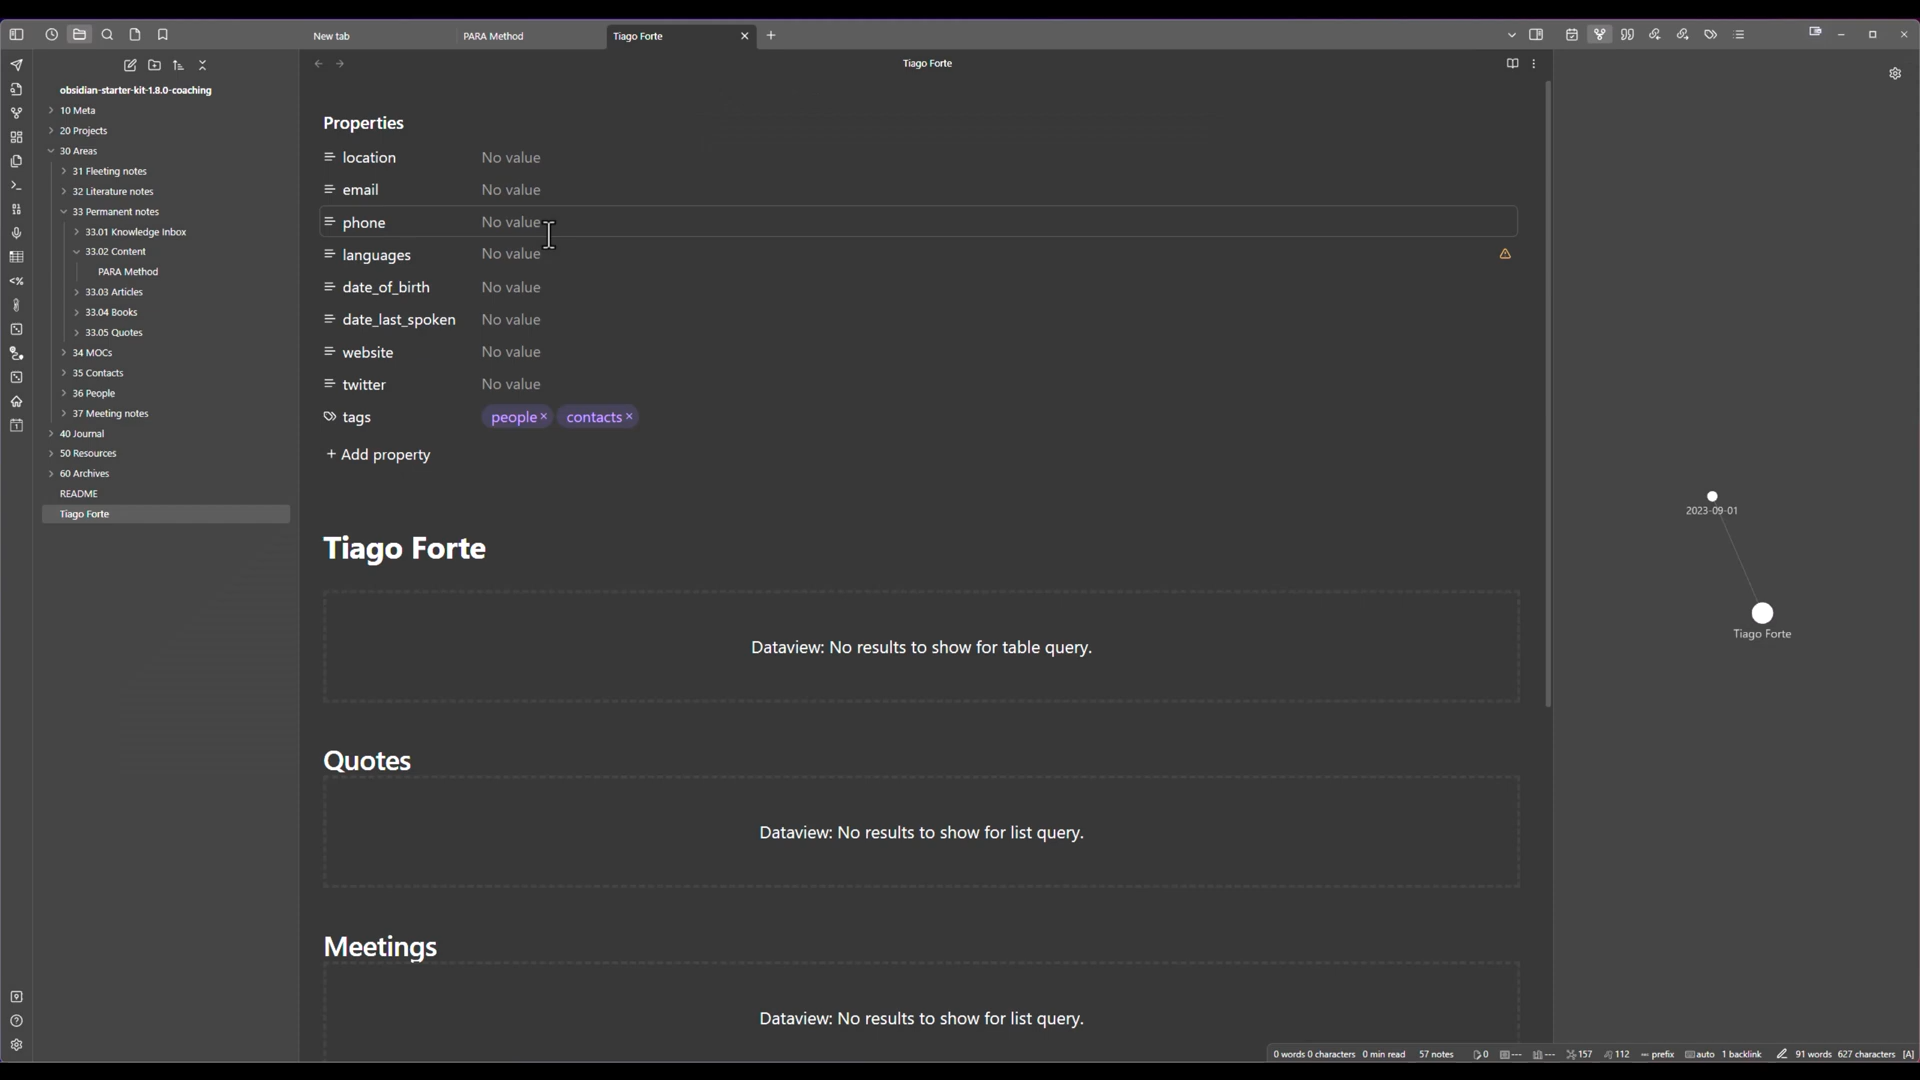 New tab
PARA Method
Tiago Forte
Tiago Forte
obsidian-starter-kit-1.8.0-coaching
10 Meta
20 Projects
30 Areas
31 Fleeting notes
32 Literature notes
33 Permanent notes
33.01 Knowledge Inbox
33.02 Content
PARA Method
33.03 Articles
33.04 Books
33.05 Quotes
34 MOCs
35 Contacts
36 People
37 Meeting notes
40 Journal
50 Resources
60 Archives
README
Tiago Forte
Properties
location No value
email No value
phone No value
languages No value
date_of_birth No value
date_last_spoken No value
website No value
twitter No value
tags people × contacts ×
+ Add property
Tiago Forte
Dataview: No results to show for table query.
Quotes
Dataview: No results to show for list query.
Meetings
Dataview: No results to show for list query.
2023-09-01
Tiago Forte
0 words 0 characters 0 min read 57 notes 0 --- --- 157 112 prefix auto 1 backlink 91 words 627 characters [A]